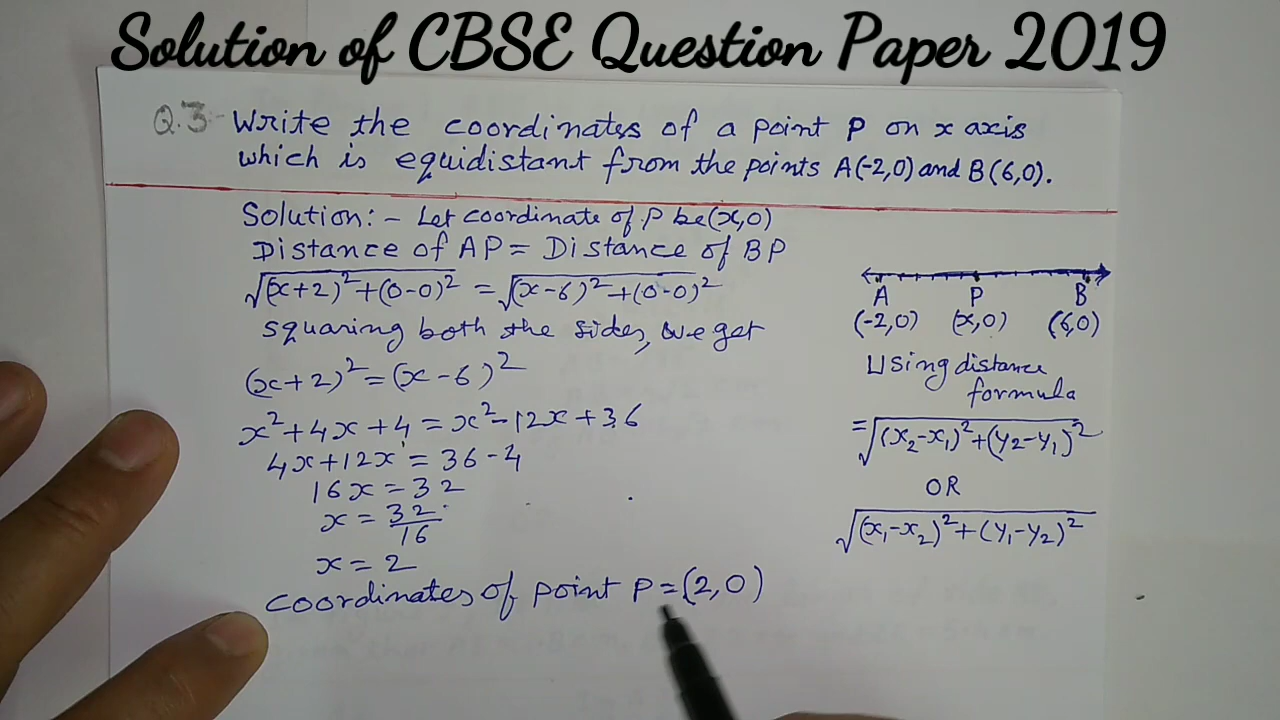 Solution of CBSE Question Paper 2019
Q.3:- Write the coordinates of a point P on x axis
which is equidistant from the points A(-2,0) and B(6,0).
Solution:- Let coordinate of P be(x,0)
Distance of AP = Distance of BP
√(x+2)²+(0-0)² = √(x-6)²+(0-0)²
squaring both the sides, we get
(x+2)² = (x-6)²
x²+4x+4 = x²-12x+36
4x+12x = 36-4
16x = 32
x = 32/16
x = 2
coordinates of point P = (2,0)
A P B
(-2,0) (x,0) (6,0)
Using distance
formula
=√(x₂-x₁)²+(y₂-y₁)²
OR
√(x₁-x₂)²+(y₁-y₂)²